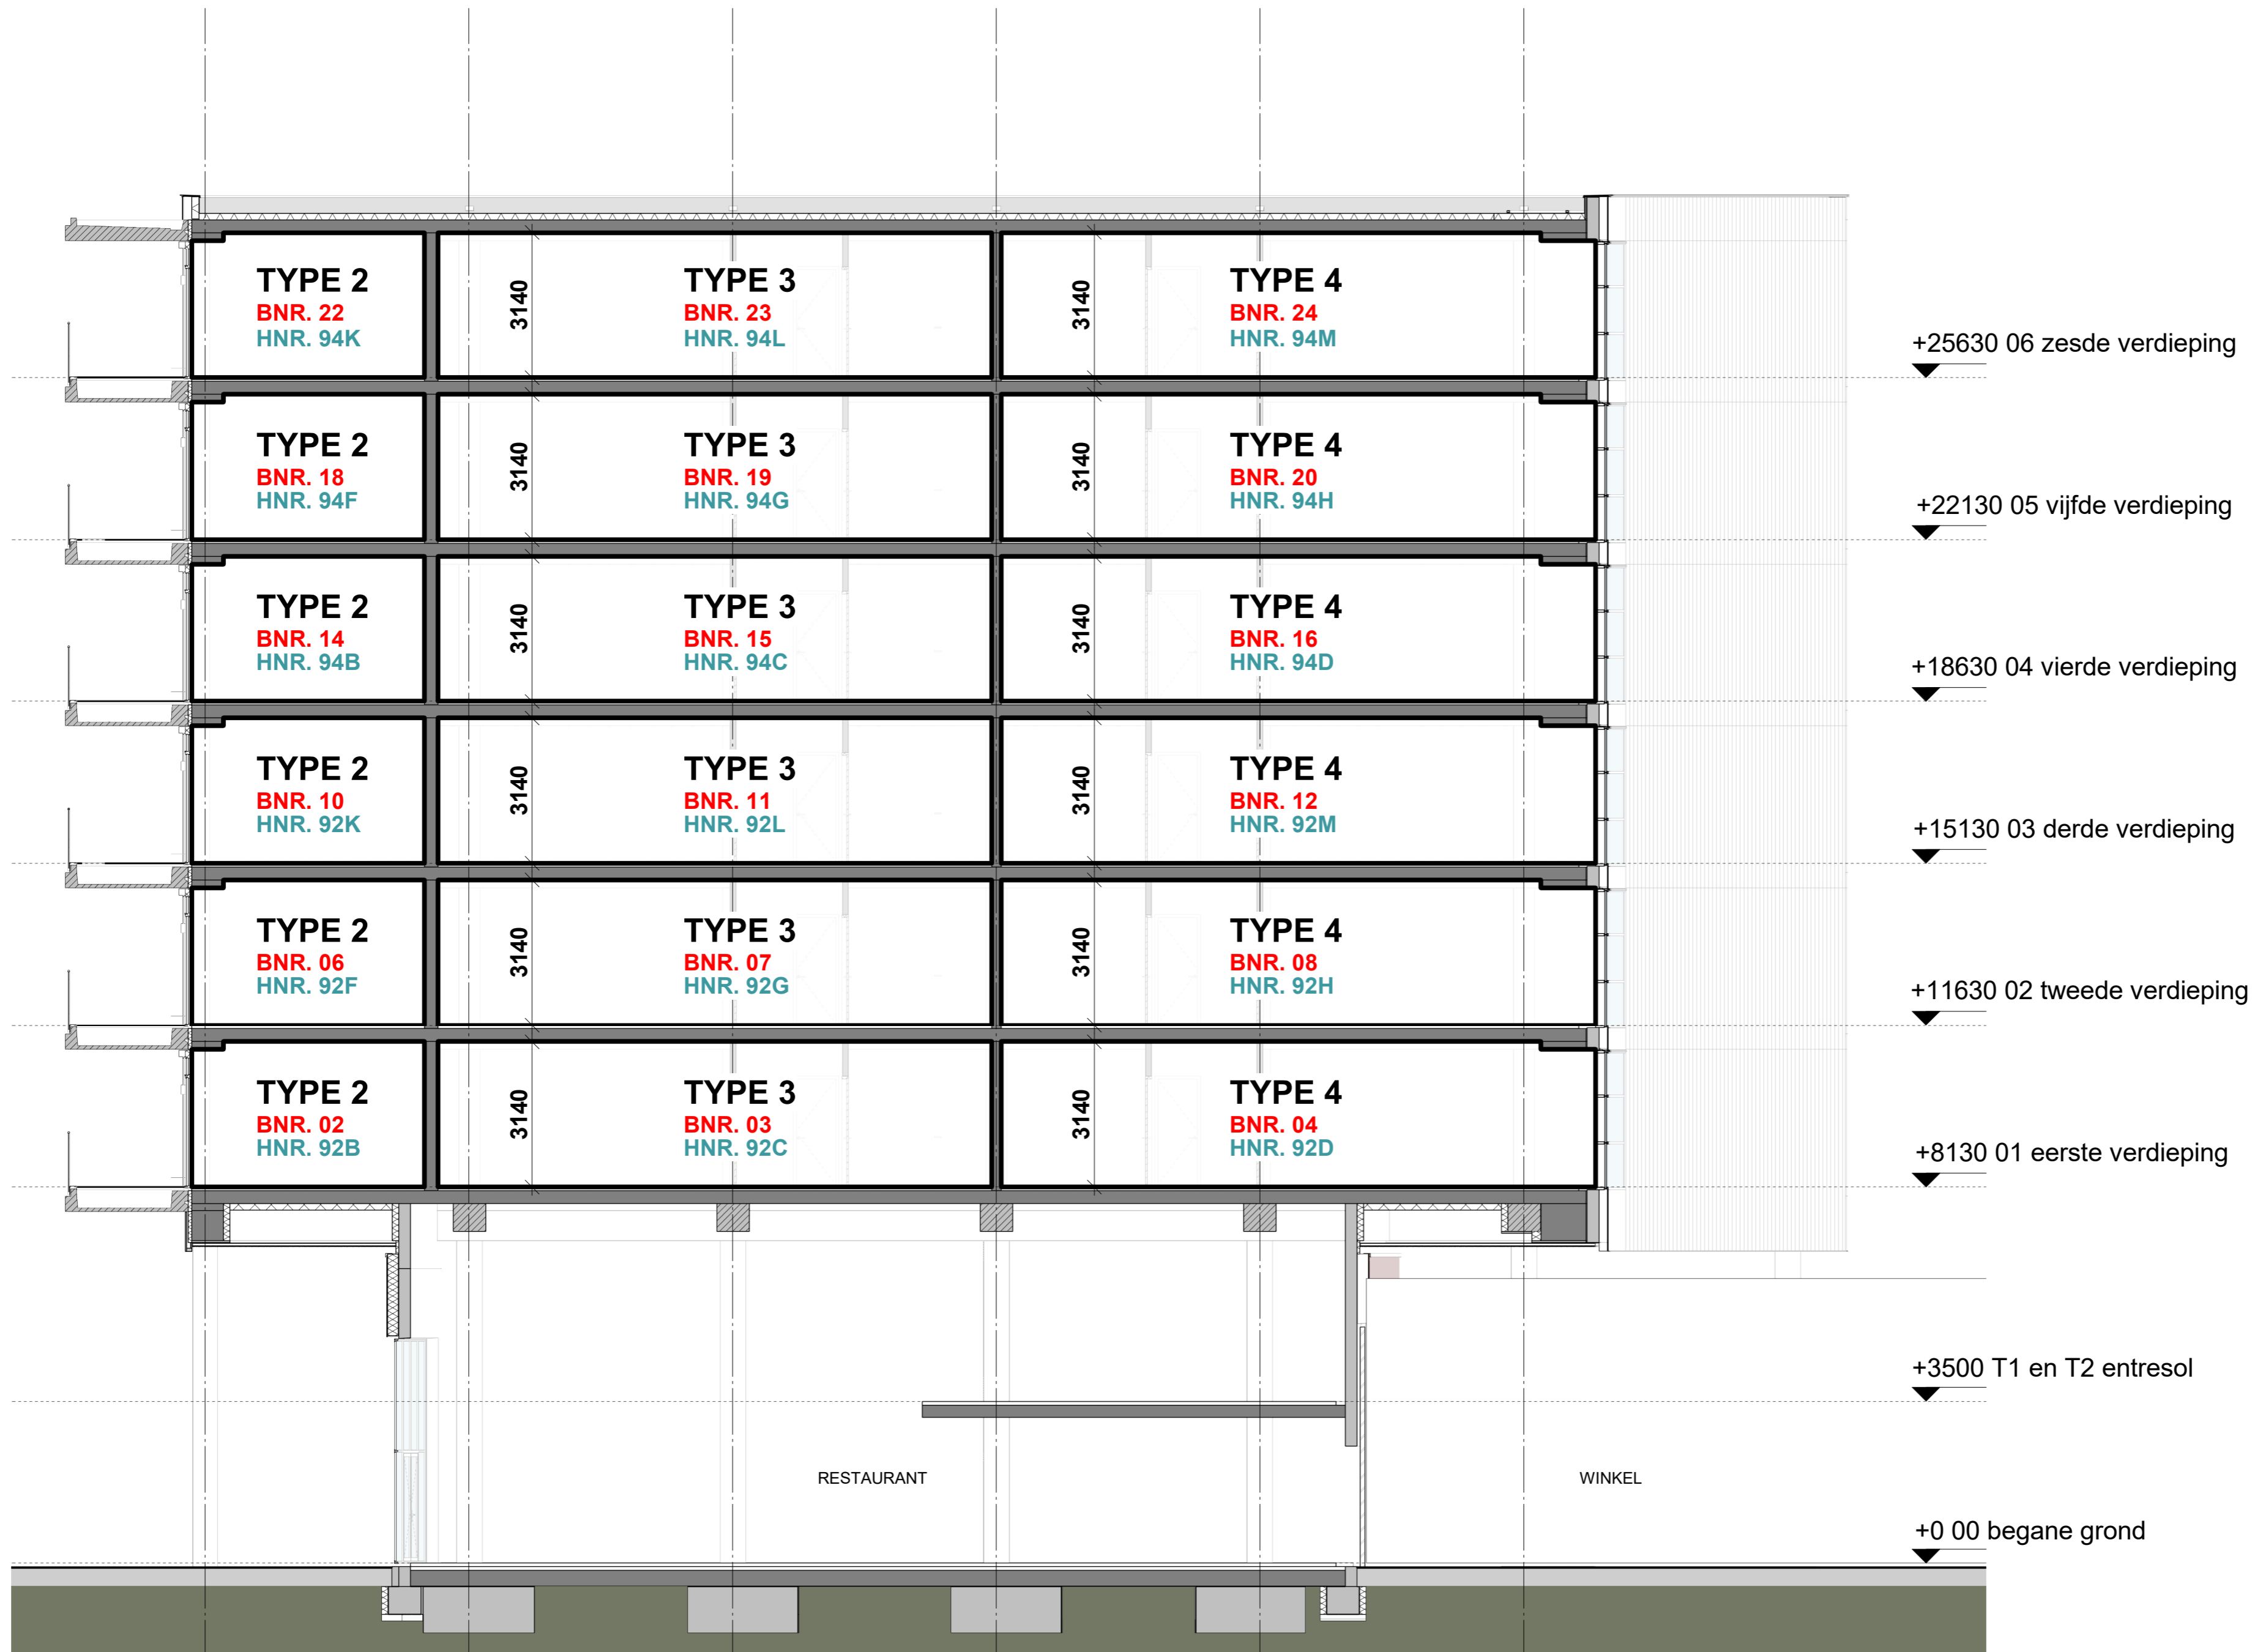 TYPE 2
BNR. 22
HNR. 94K
3140
TYPE 3
BNR. 23
HNR. 94L
3140
TYPE 4
BNR. 24
HNR. 94M
+25630 06 zesde verdieping
TYPE 2
BNR. 18
HNR. 94F
3140
TYPE 3
BNR. 19
HNR. 94G
3140
TYPE 4
BNR. 20
HNR. 94H
+22130 05 vijfde verdieping
TYPE 2
BNR. 14
HNR. 94B
3140
TYPE 3
BNR. 15
HNR. 94C
3140
TYPE 4
BNR. 16
HNR. 94D
+18630 04 vierde verdieping
TYPE 2
BNR. 10
HNR. 92K
3140
TYPE 3
BNR. 11
HNR. 92L
3140
TYPE 4
BNR. 12
HNR. 92M
+15130 03 derde verdieping
TYPE 2
BNR. 06
HNR. 92F
3140
TYPE 3
BNR. 07
HNR. 92G
3140
TYPE 4
BNR. 08
HNR. 92H
+11630 02 tweede verdieping
TYPE 2
BNR. 02
HNR. 92B
3140
TYPE 3
BNR. 03
HNR. 92C
3140
TYPE 4
BNR. 04
HNR. 92D
+8130 01 eerste verdieping
+3500 T1 en T2 entresol
RESTAURANT
WINKEL
+0 00 begane grond